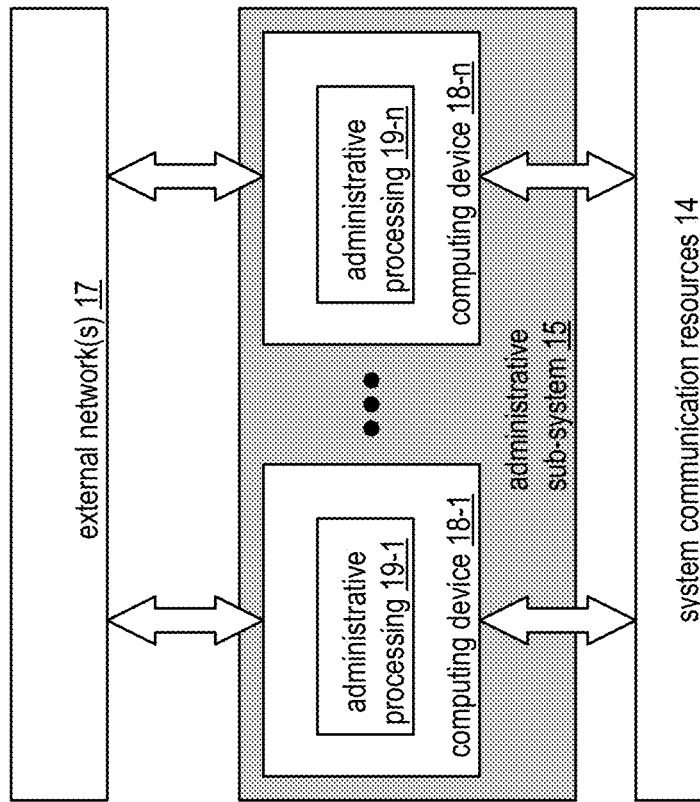 external network(s) 17
administrative
processing 19-1
computing device 18-1
administrative
processing 19-n
computing device 18-n
administrative
sub-system 15
system communication resources 14